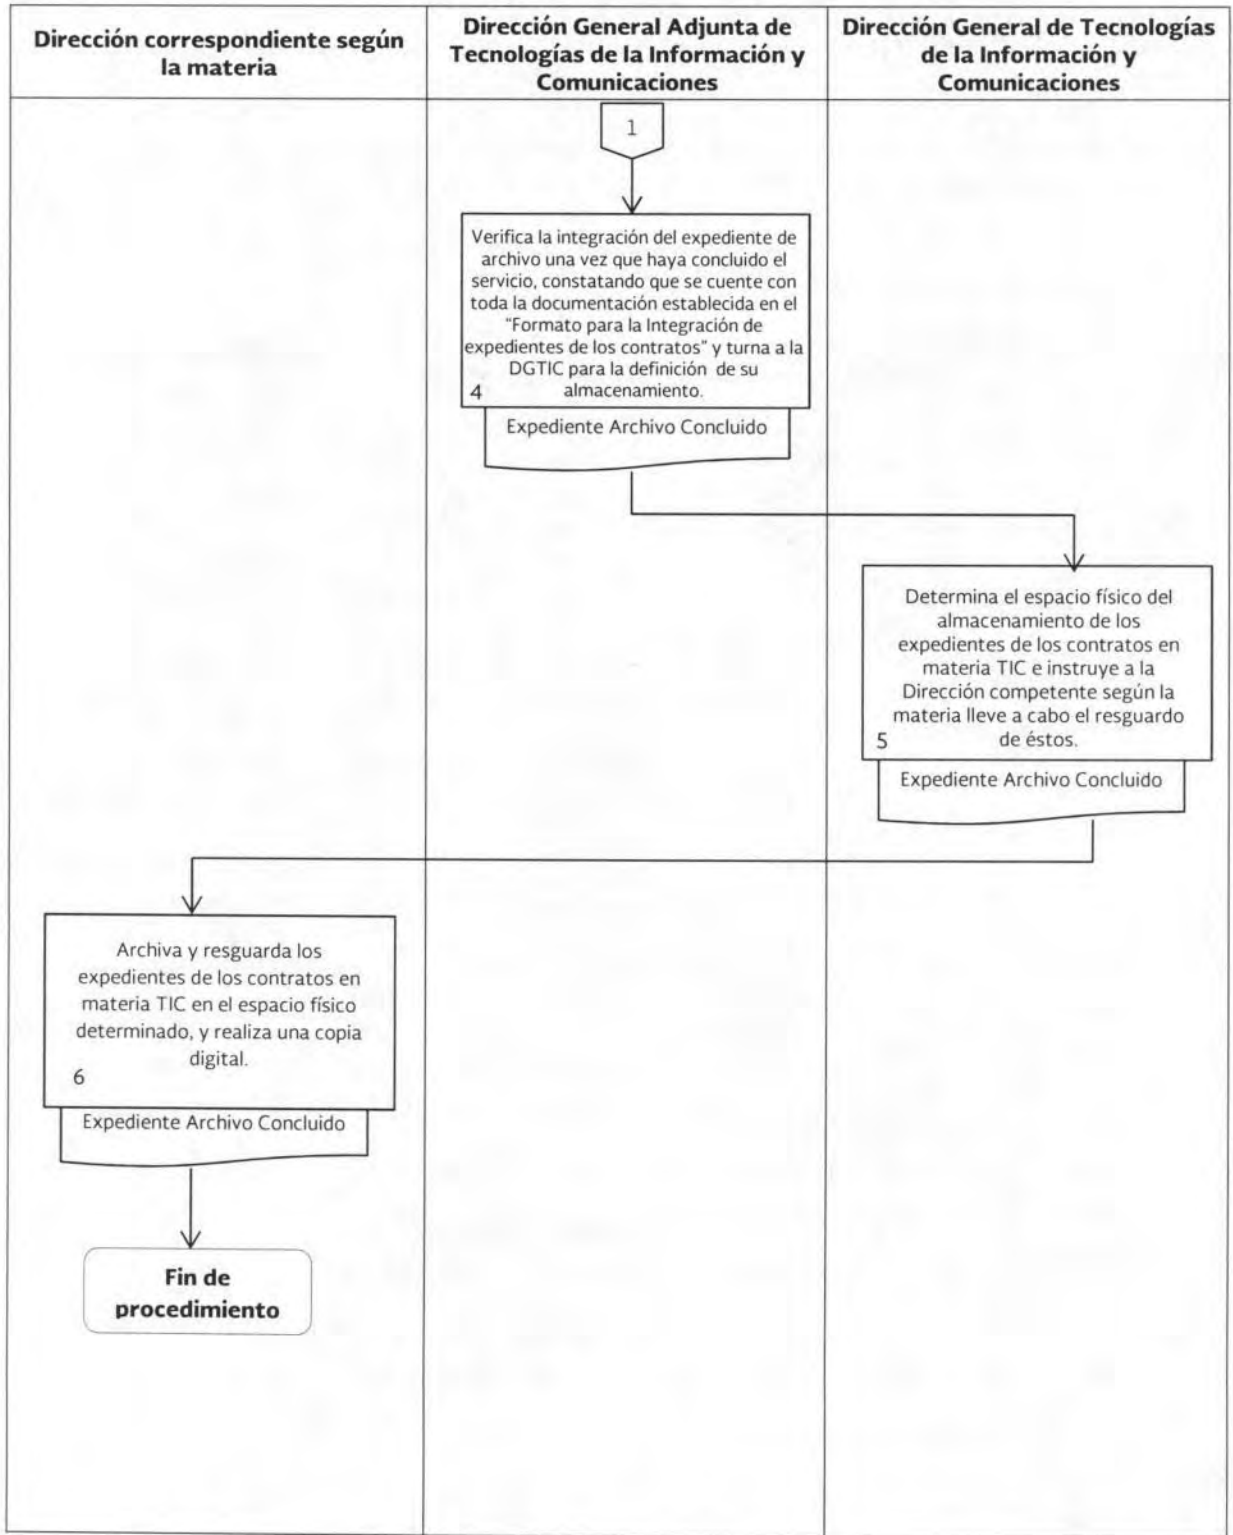 Dirección correspondiente según
la materia
Dirección General Adjunta de
Tecnologías de la Información y
Comunicaciones
Dirección General de Tecnologías
de la Información y
Comunicaciones
1
Verifica la integración del expediente de
archivo una vez que haya concluido el
servicio, constatando que se cuente con
toda la documentación establecida en el
"Formato para la Integración de
expedientes de los contratos" y turna a la
DGTIC para la definición de su
4 almacenamiento.
Expediente Archivo Concluido
Determina el espacio físico del
almacenamiento de los
expedientes de los contratos en
materia TIC e instruye a la
Dirección competente según la
materia lleve a cabo el resguardo
5 de éstos.
Expediente Archivo Concluido
Archiva y resguarda los
expedientes de los contratos en
materia TIC en el espacio físico
determinado, y realiza una copia
digital.
6
Expediente Archivo Concluido
Fin de
procedimiento